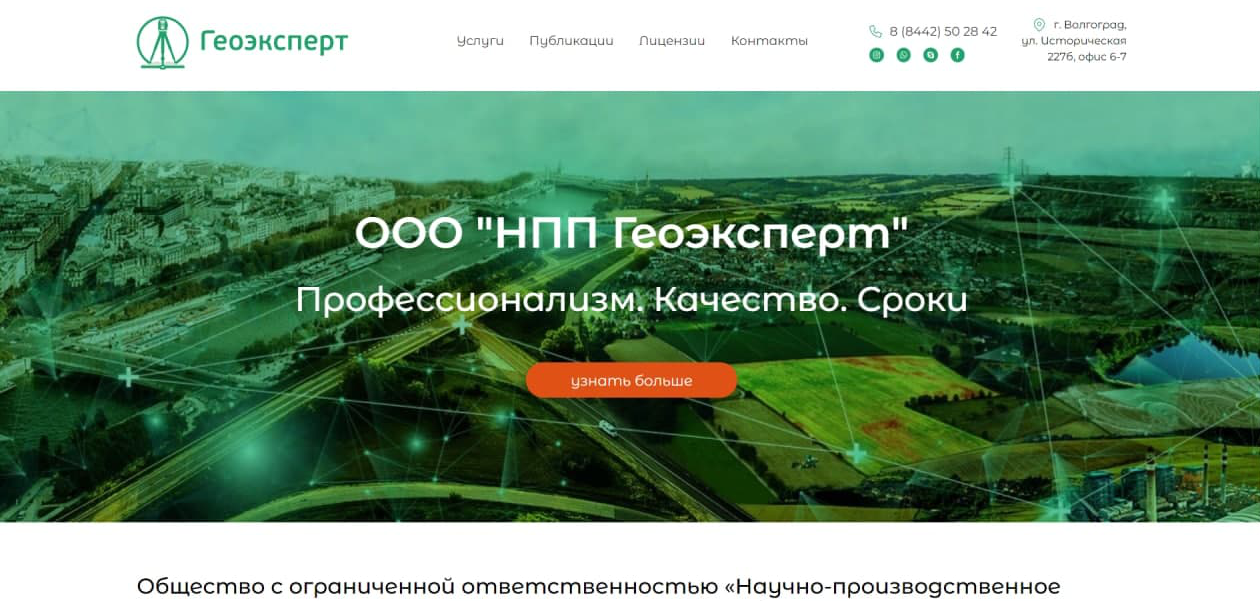 Геоэксперт
Услуги Публикации Лицензии Контакты
8 (8442) 50 28 42
г. Волгоград,
ул. Историческая
227б, офис 6-7
ООО "НПП Геоэксперт"
Профессионализм. Качество. Сроки
узнать больше
Общество с ограниченной ответственностью «Научно-производственное